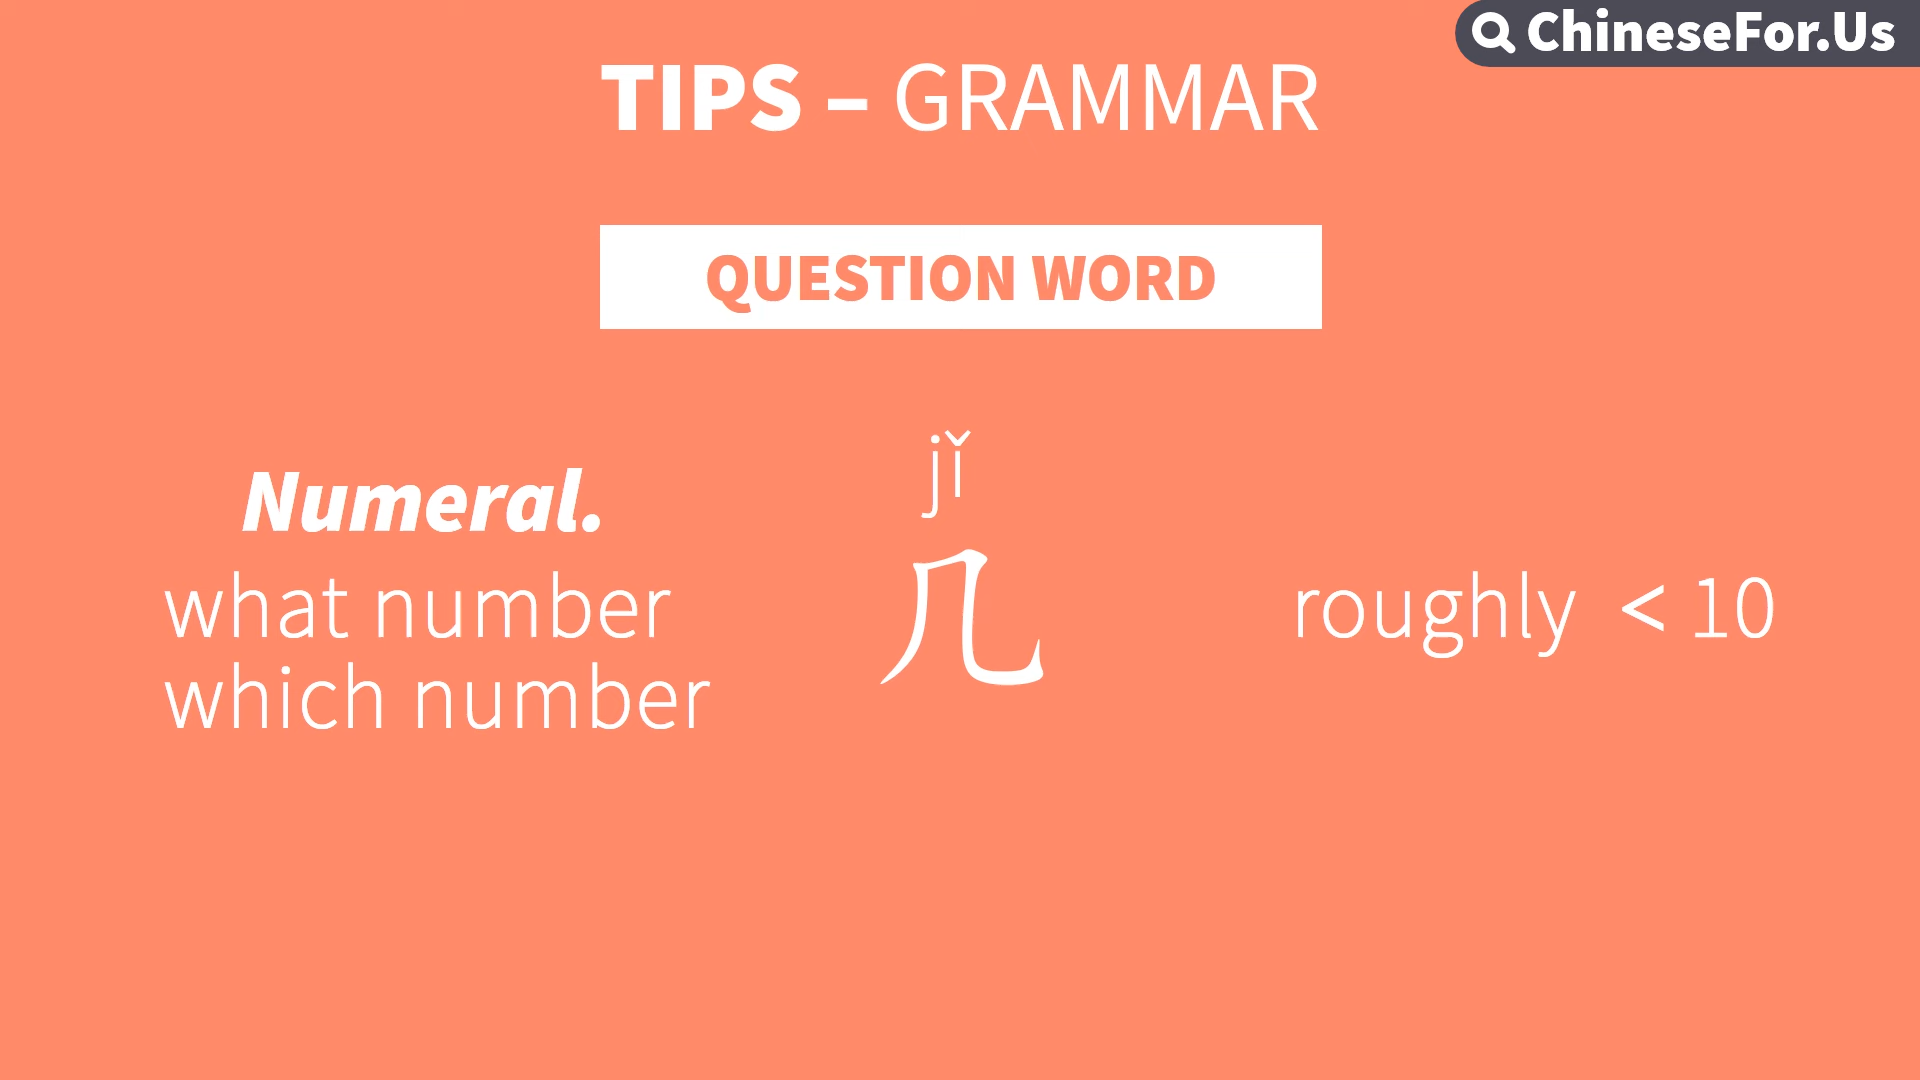 ChineseFor.Us
TIPS – GRAMMAR
QUESTION WORD
jǐ
几
Numeral.
what number
which number
roughly < 10